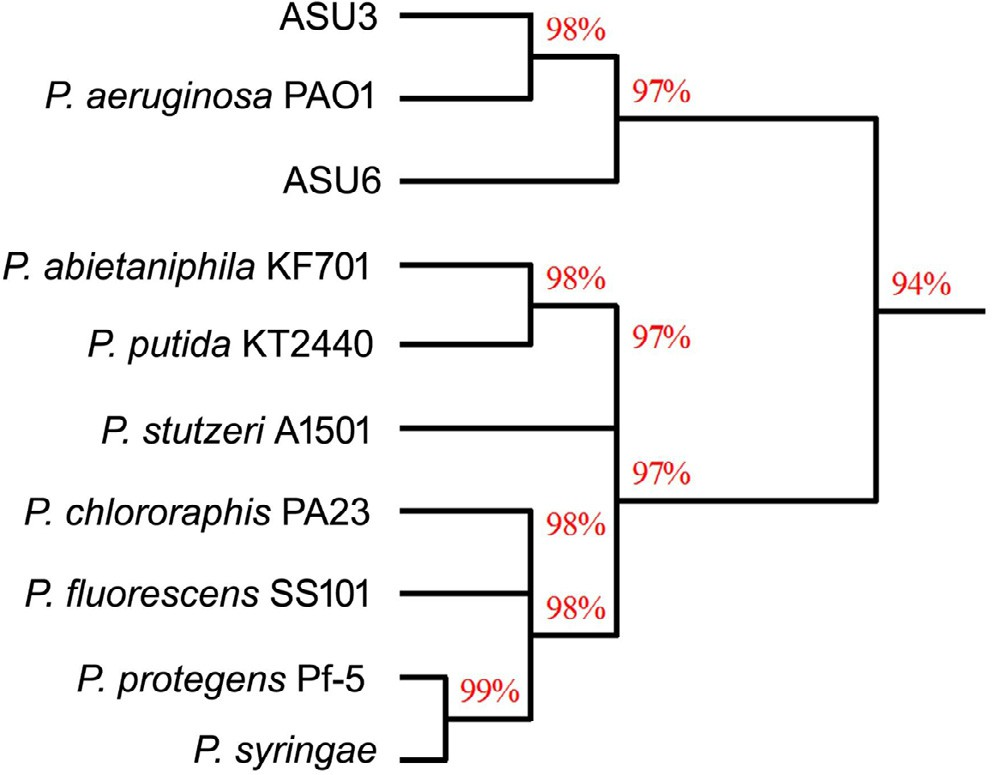 ASU3
98%
P. aeruginosa PAO1
97%
ASU6
P. abietaniphila KF701
98%
94%
P. putida KT2440
97%
P. stutzeri A1501
97%
P. chlororaphis PA23
98%
P. fluorescens SS101
98%
P. protegens Pf-5
99%
P. syringae